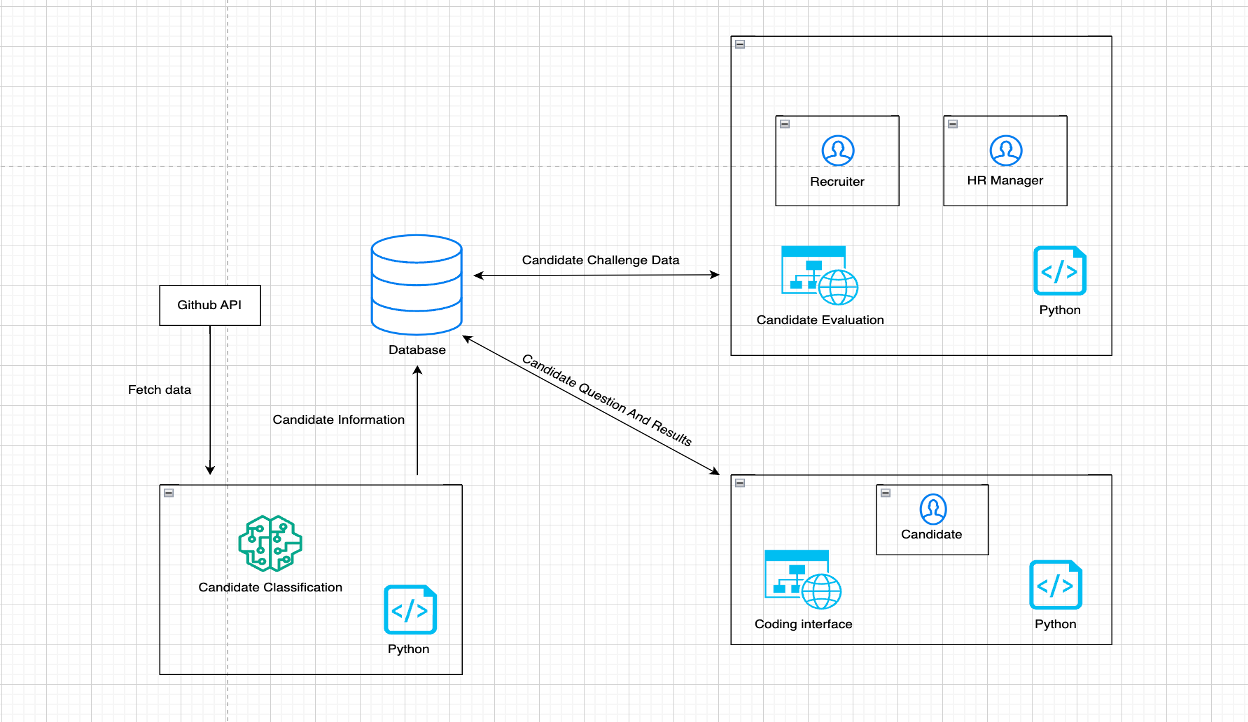 Recruiter
HR Manager
Candidate Challenge Data
Github API
Candidate Evaluation
Python
Database
Fetch data
Candidate Question And Results
Candidate Information
Candidate
Candidate Classification
Coding interface
Python
Python